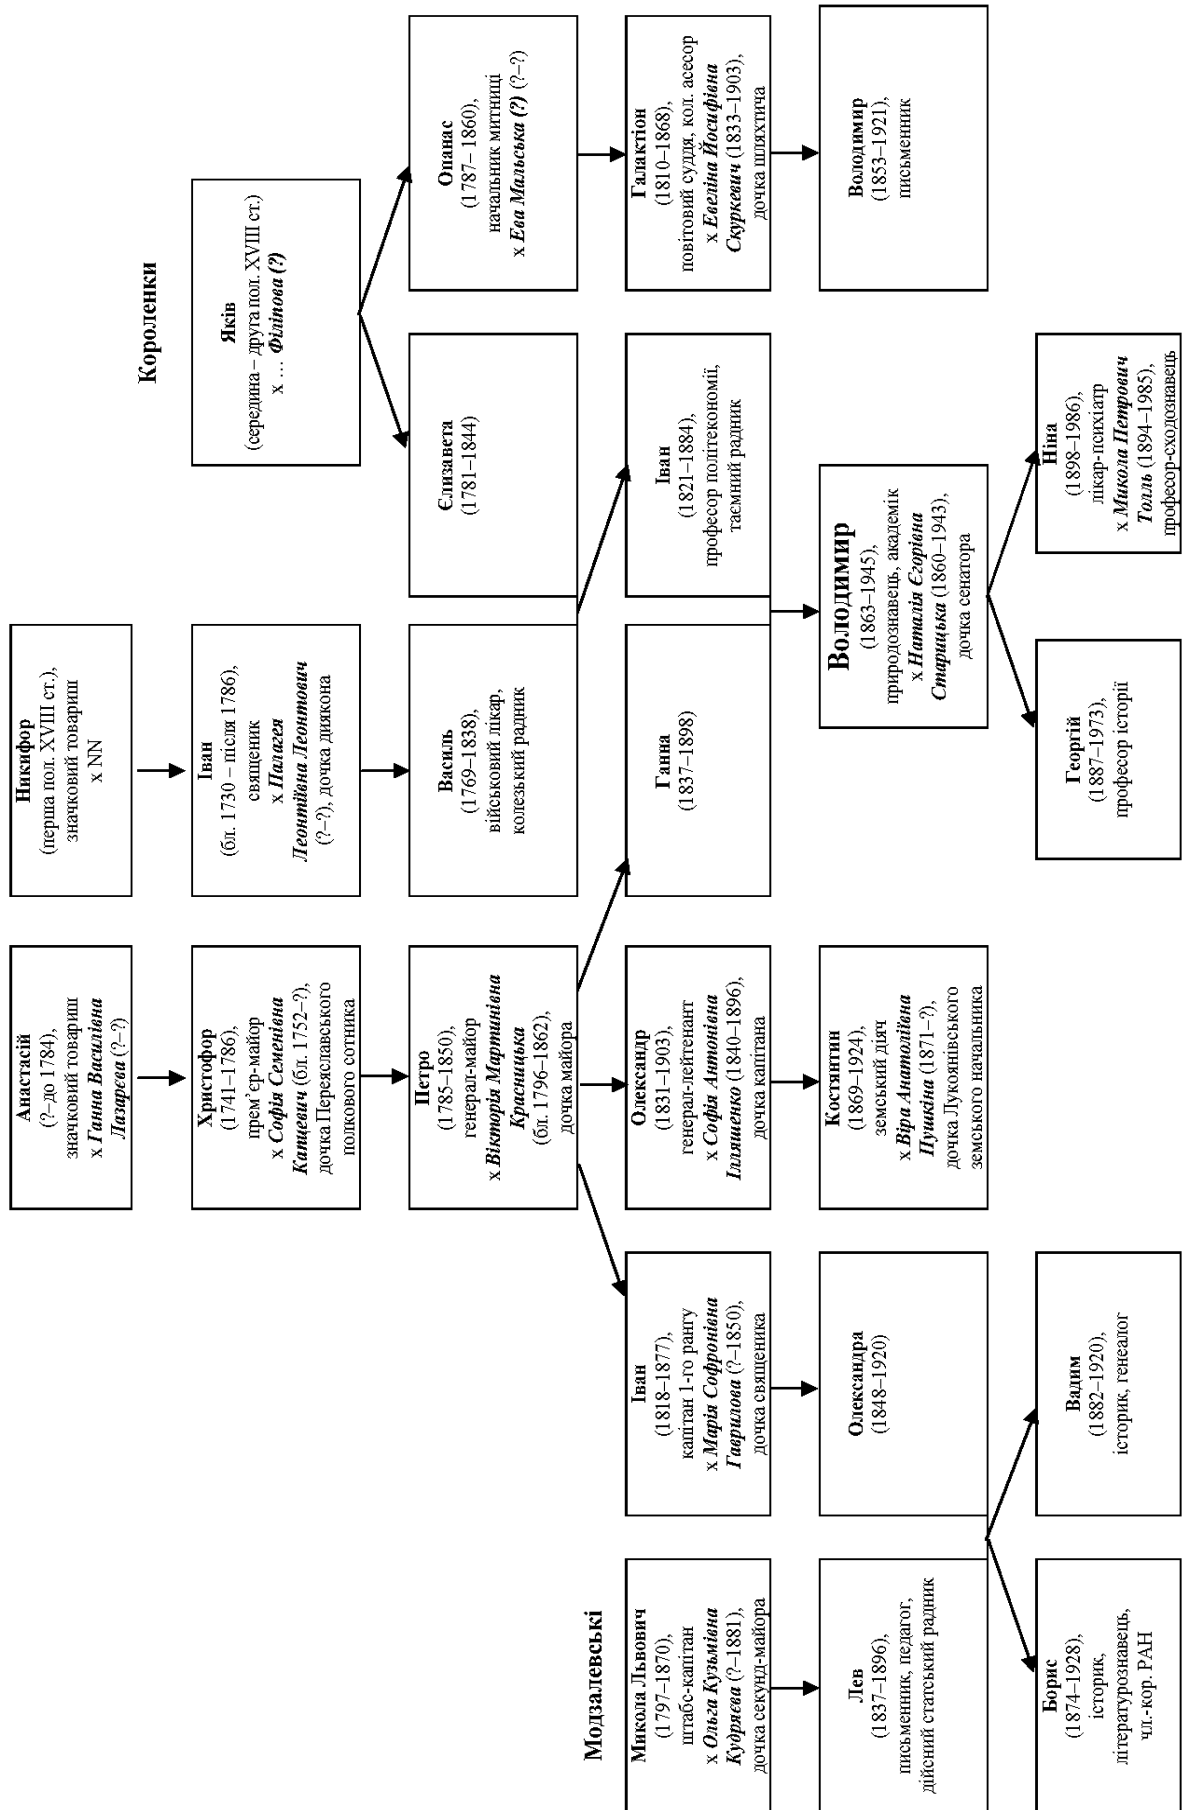 Короленки
Модзалевські
Анастасій
(?–до 1784),
значковий товариш
х Ганна Василівна
Лазарєва (?–?)
Никифор
(перша пол. XVIII ст.),
значковий товариш
х NN
Христофор
(1741–1786),
прем’єр-майор
х Софія Семенівна
Капцевич (бл. 1752–?),
дочка Переяславського
полкового сотника
Іван
(бл. 1730 – після 1786),
священик
х Палагея
Леонтіївна Леонтович
(?–?), дочка диякона
Яків
(середина – друга пол. XVIII ст.)
х … Філіпова (?)
Петро
(1785–1850),
генерал-майор
х Вікторія Мартинівна
Красницька
(бл. 1796–1862),
дочка майора
Василь
(1769–1838),
військовий лікар,
колезький радник
Єлизавета
(1781–1844)
Опанас
(1787– 1860),
начальник митниці
х Ева Мальська (?) (?–?)
Микола Львович
(1797–1870),
штабс-капітан
х Ольга Кузьмівна
Кудряєва (?–1881),
дочка секунд-майора
Іван
(1818–1877),
капітан 1-го рангу
х Марія Софронівна
Гаврилова (?–1850),
дочка священика
Олександр
(1831–1903),
генерал-лейтенант
х Софія Антонівна
Ілляшенко (1840–1896),
дочка капітана
Ганна
(1837–1898)
Іван
(1821–1884),
професор політекономії,
таємний радник
Галактіон
(1810–1868),
повітовий суддя, кол. асесор
х Евеліна Йосифівна
Скуркевич (1833–1903),
дочка шляхтича
Лев
(1837–1896),
письменник, педагог,
дійсний статський радник
Олександра
(1848–1920)
Костянтин
(1869–1924),
земський діяч
х Віра Анатоліївна
Пушкіна (1871–?),
дочка Лукоянівського
земського начальника
Володимир
(1863–1945),
природознавець, академік
х Наталія Єгорівна
Старицька (1860–1943),
дочка сенатора
Володимир
(1853–1921),
письменник
Борис
(1874–1928),
історик,
літературознавець,
чл.-кор. РАН
Вадим
(1882–1920),
історик, генеалог
Георгій
(1887–1973),
професор історії
Ніна
(1898–1986),
лікар-психіатр
х Микола Петрович
Толль (1894–1985),
професор-сходознавець